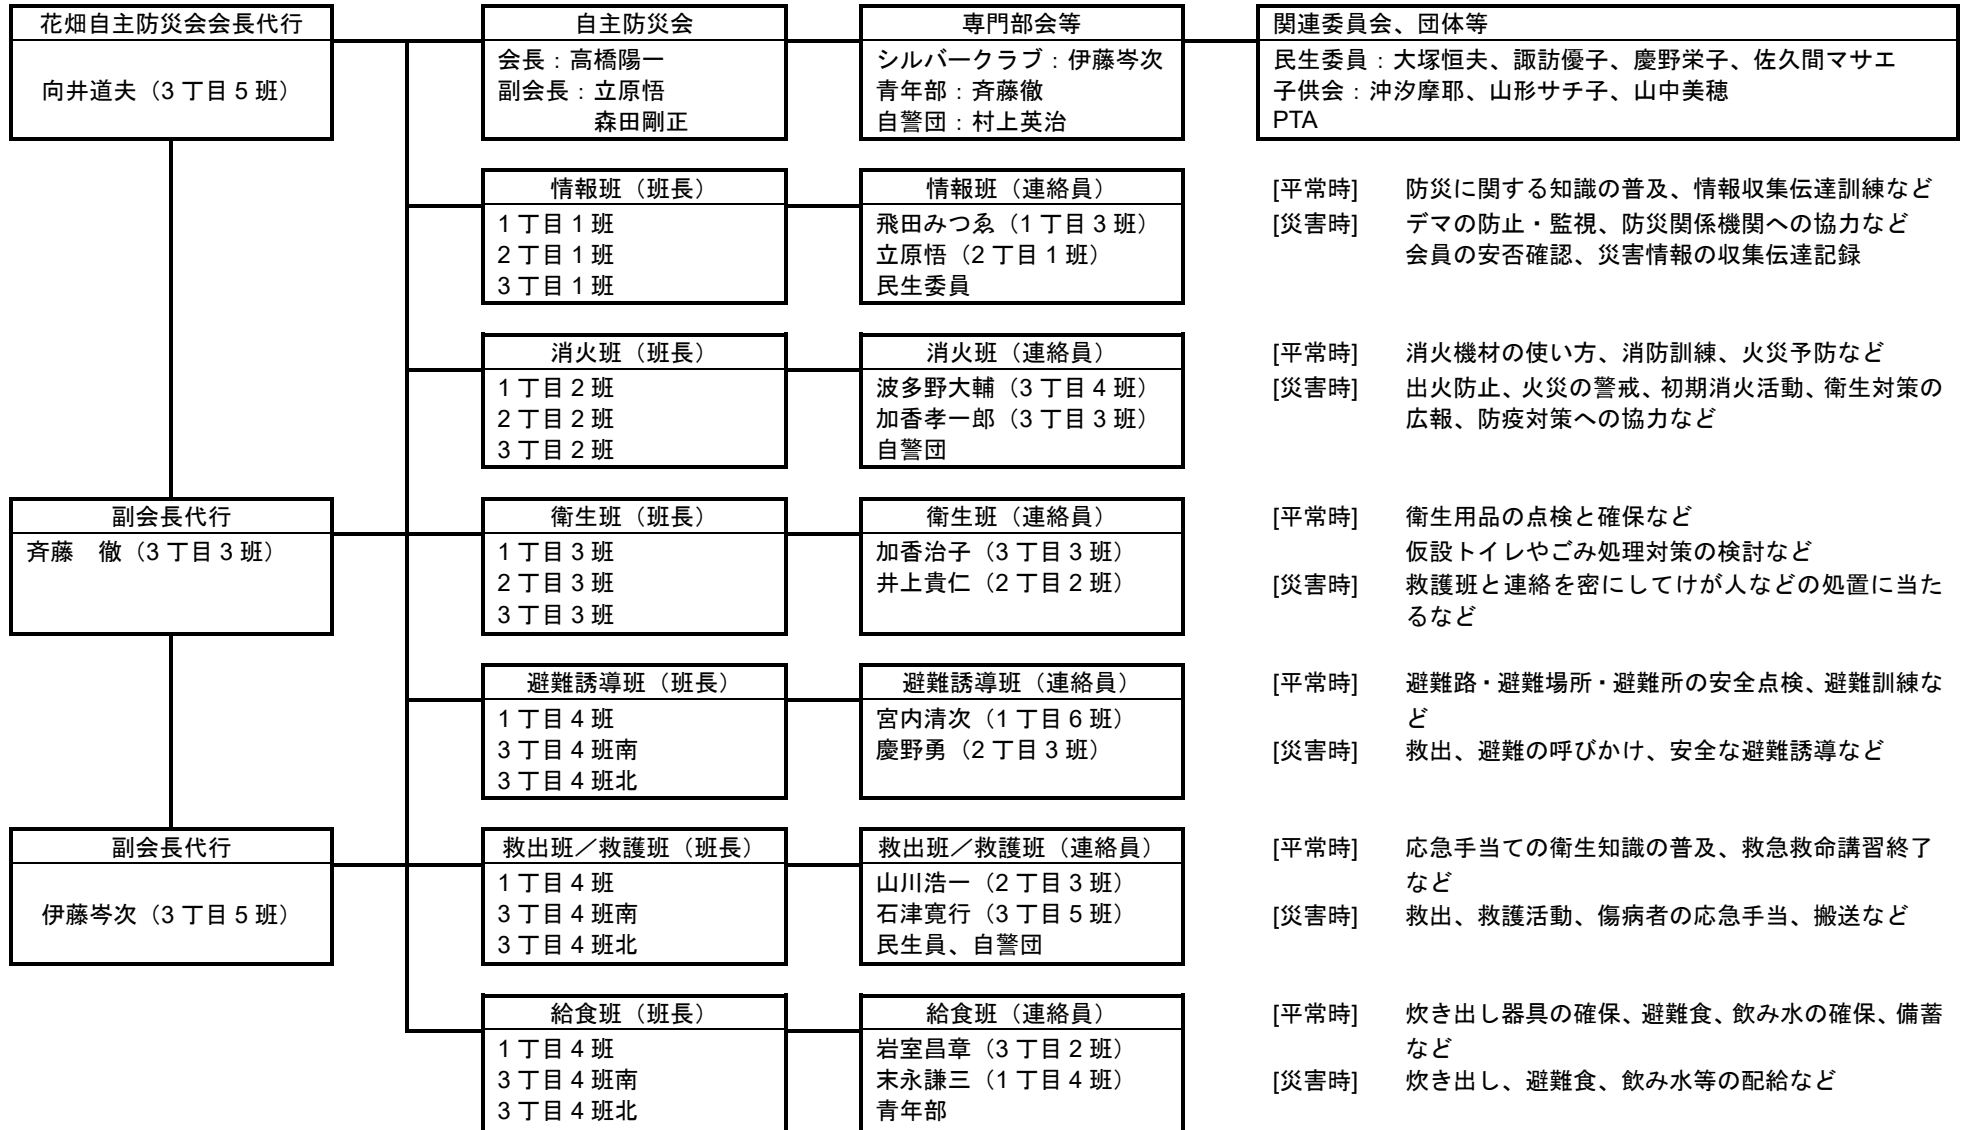 花畑自主防災会会長代行
向井道夫（3丁目5班）
自主防災会
会長：高橋陽一
副会長：立原悟
森田剛正
専門部会等
シルバークラブ：伊藤岑次
青年部：斉藤徹
自警団：村上英治
関連委員会、団体等
民生委員：大塚恒夫、諏訪優子、慶野栄子、佐久間マサエ
子供会：沖汐摩耶、山形サチ子、山中美穂
PTA
情報班（班長）
1丁目1班
2丁目1班
3丁目1班
情報班（連絡員）
飛田みつゑ（1丁目3班）
立原悟（2丁目1班）
民生委員
[平常時]　防災に関する知識の普及、情報収集伝達訓練など
[災害時]　デマの防止・監視、防災関係機関への協力など
会員の安否確認、災害情報の収集伝達記録
消火班（班長）
1丁目2班
2丁目2班
3丁目2班
消火班（連絡員）
波多野大輔（3丁目4班）
加香孝一郎（3丁目3班）
自警団
[平常時]　消火機材の使い方、消防訓練、火災予防など
[災害時]　出火防止、火災の警戒、初期消火活動、衛生対策の
広報、防疫対策への協力など
副会長代行
斉藤　徹（3丁目3班）
衛生班（班長）
1丁目3班
2丁目3班
3丁目3班
衛生班（連絡員）
加香治子（3丁目3班）
井上貴仁（2丁目2班）
[平常時]　衛生用品の点検と確保など
仮設トイレやごみ処理対策の検討など
[災害時]　救護班と連絡を密にしてけが人などの処置に当た
るなど
避難誘導班（班長）
1丁目4班
3丁目4班南
3丁目4班北
避難誘導班（連絡員）
宮内清次（1丁目6班）
慶野勇（2丁目3班）
[平常時]　避難路・避難場所・避難所の安全点検、避難訓練な
ど
[災害時]　救出、避難の呼びかけ、安全な避難誘導など
副会長代行
伊藤岑次（3丁目5班）
救出班／救護班（班長）
1丁目4班
3丁目4班南
3丁目4班北
救出班／救護班（連絡員）
山川浩一（2丁目3班）
石津寛行（3丁目5班）
民生員、自警団
[平常時]　応急手当ての衛生知識の普及、救急救命講習終了
など
[災害時]　救出、救護活動、傷病者の応急手当、搬送など
給食班（班長）
1丁目4班
3丁目4班南
3丁目4班北
給食班（連絡員）
岩室昌章（3丁目2班）
末永謙三（1丁目4班）
青年部
[平常時]　炊き出し器具の確保、避難食、飲み水の確保、備蓄
など
[災害時]　炊き出し、避難食、飲み水等の配給など